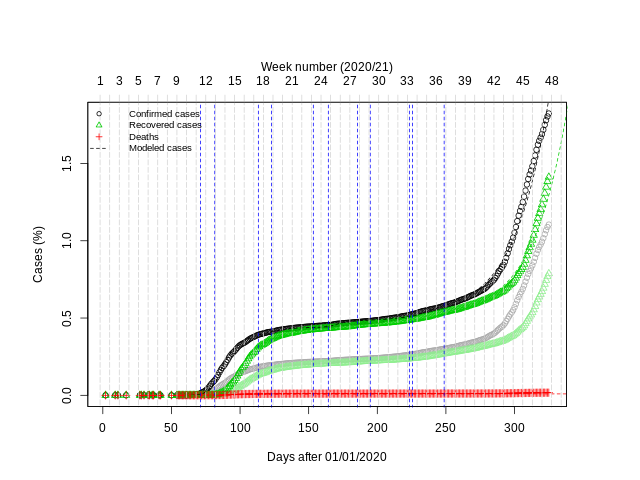 Week number (2020/21)
1 3 5 7 9 12 15 18 21 24 27 30 33 36 39 42 45 48
Confirmed cases
Recovered cases
Deaths
Modeled cases
Cases (%)
1.5
1.0
0.5
0.0
0 50 100 150 200 250 300
Days after 01/01/2020